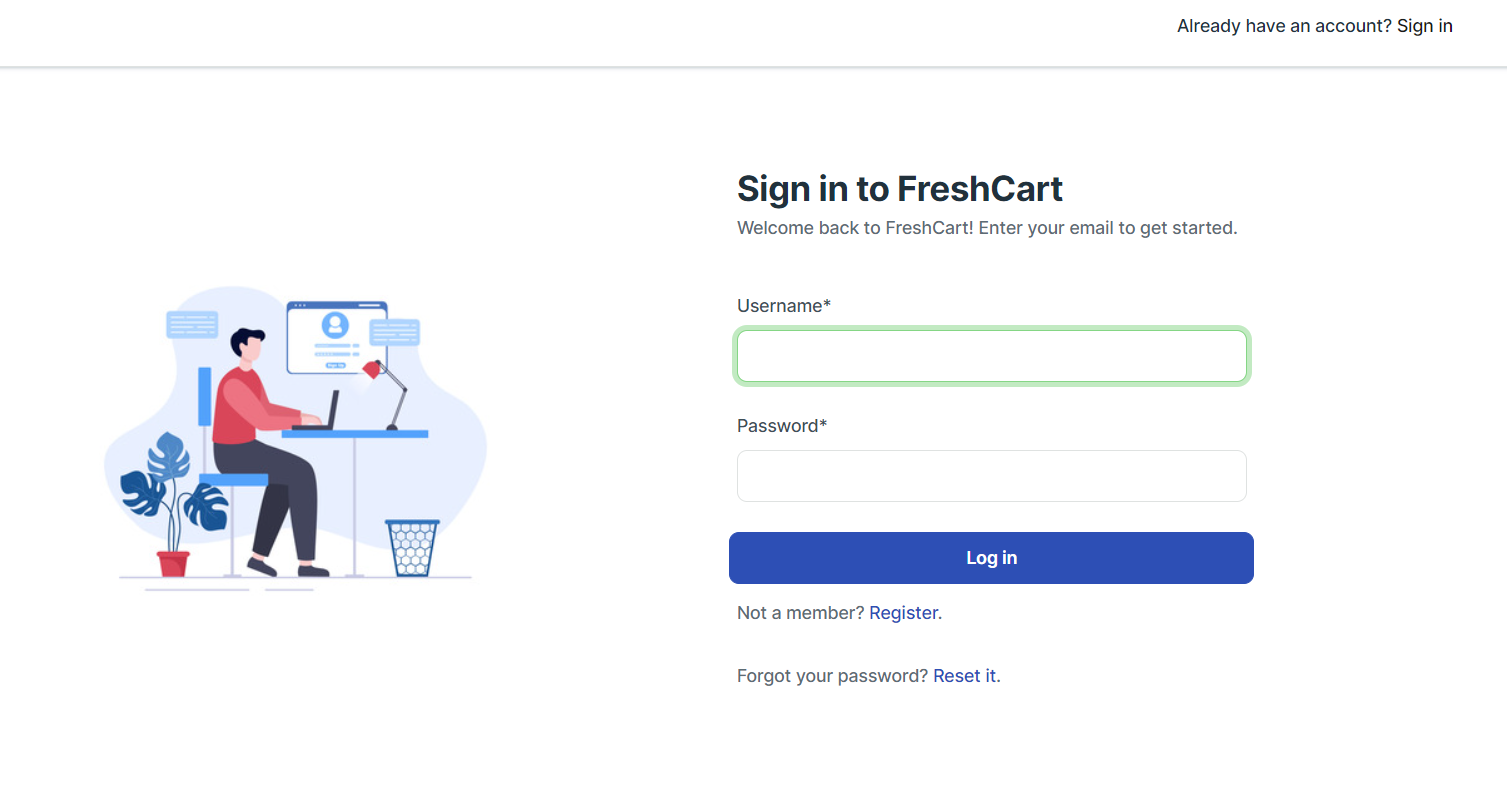 Already have an account? Sign in
Sign in to FreshCart
Welcome back to FreshCart! Enter your email to get started.
Username*
Password*
Log in
Not a member? Register.
Forgot your password? Reset it.